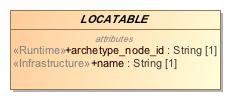 LOCATABLE
attributes
«Runtime»+archetype_node_id : String [1]
«Infrastructure»+name : String [1]